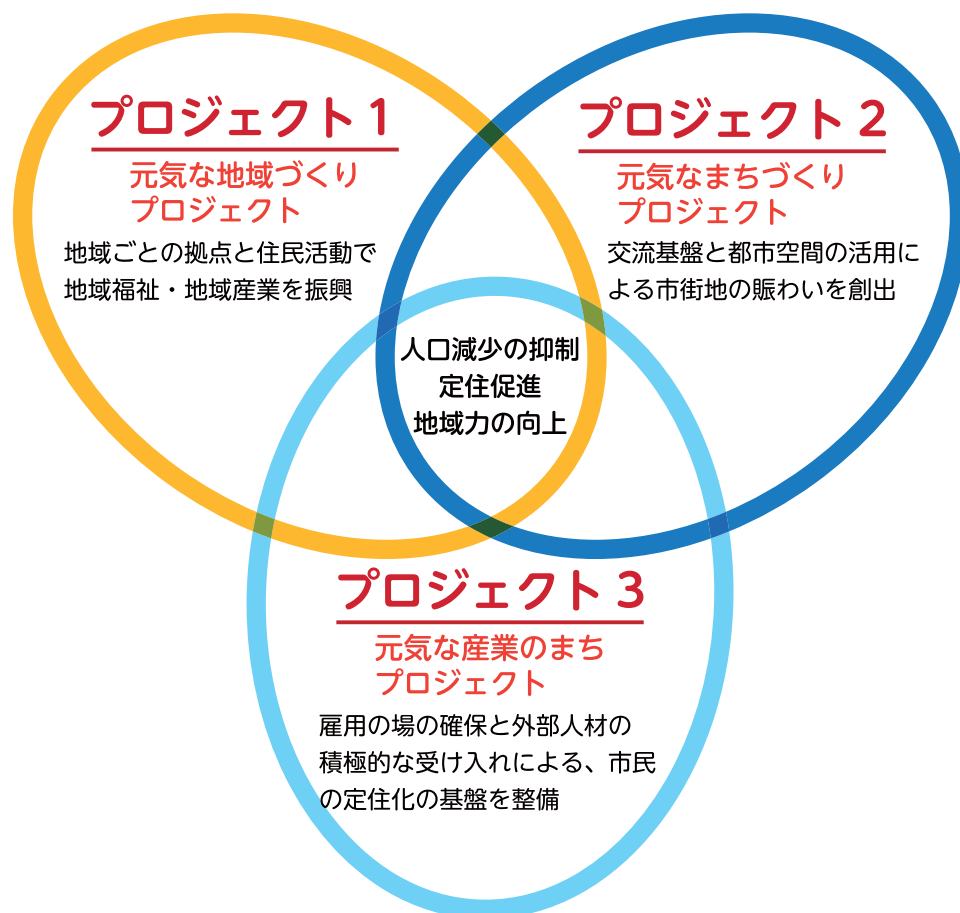 プロジェクト 1
元気な地域づくり
プロジェクト
地域ごとの拠点と住民活動で
地域福祉・地域産業を振興
プロジェクト 2
元気なまちづくり
プロジェクト
交流基盤と都市空間の活用に
よる市街地の賑わいを創出
人口減少の抑制
定住促進
地域力の向上
プロジェクト 3
元気な産業のまち
プロジェクト
雇用の場の確保と外部人材の
積極的な受け入れによる、市民
の定住化の基盤を整備